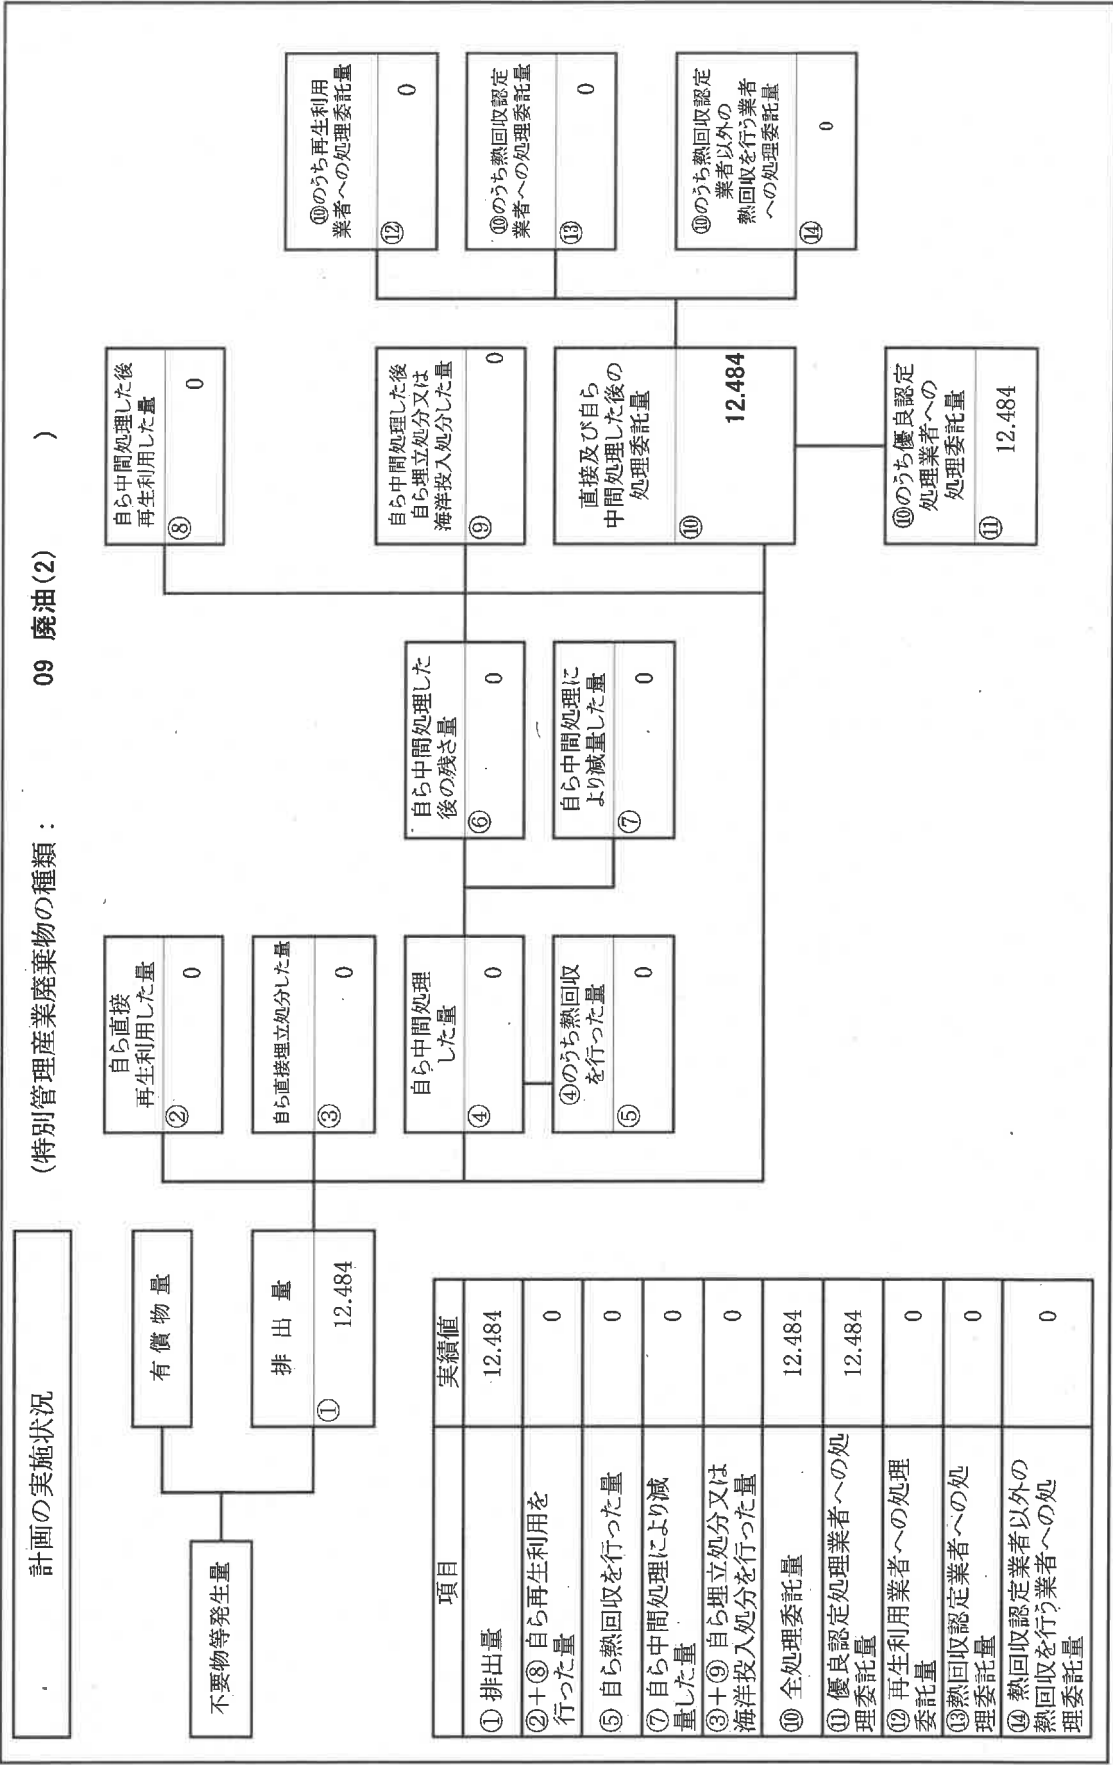 計画の実施状況
(特別管理産業廃棄物の種類: 09 廃油(2) )
不要物等発生量
有償物量
排出量
① 12.484
自ら直接
再生利用した量
② 0
自ら直接埋立処分した量
③ 0
自ら中間処理
した量
④ 0
④のうち熱回収
を行った量
⑤ 0
自ら中間処理した
後の残さ量
⑥ 0
自ら中間処理に
より減量した量
⑦ 0
自ら中間処理した後
再生利用した量
⑧ 0
自ら中間処理した後
自ら埋立処分又は
海洋投入処分した量
⑨ 0
直接及び自ら
中間処理した後の
処理委託量
⑩ 12.484
⑩のうち優良認定
処理業者への
処理委託量
⑪ 12.484
⑩のうち再生利用
業者への処理委託量
⑫ 0
⑩のうち熱回収認定
業者への処理委託量
⑬ 0
⑩のうち熱回収認定
業者以外の
熱回収を行う業者
への処理委託量
⑭ 0
項目 実績値
① 排出量 12.484
②+⑧ 自ら再生利用を
行った量 0
⑤ 自ら熱回収を行った量 0
⑦ 自ら中間処理により減
量した量 0
③+⑨ 自ら埋立処分又は
海洋投入処分を行った量 0
⑩ 全処理委託量 12.484
⑪ 優良認定処理業者への処
理委託量 12.484
⑫ 再生利用業者への処理
委託量 0
⑬熱回収認定業者への処
理委託量 0
⑭ 熱回収認定業者以外の
熱回収を行う業者への処
理委託量 0